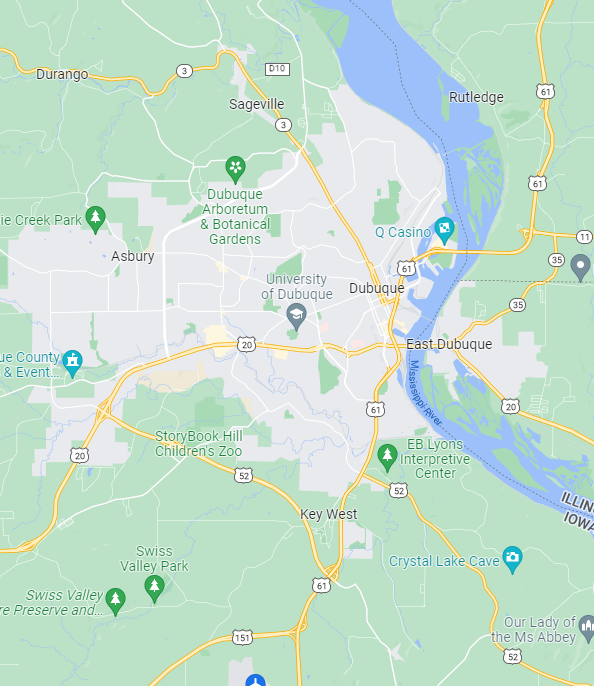 Durango
3
D10
61
Rutledge
Sageville
3
61
Dubuque
Arboretum
& Botanical
Gardens
ie Creek Park
Q Casino
11
Asbury
35
61
University
of Dubuque
Dubuque
35
20
East Dubuque
ue County
& Event...
Mississippi River
61
20
StoryBook Hill
Children's Zoo
EB Lyons
Interpretive
Center
20
52
52
ILLIN
IOWA
Key West
Swiss
Valley Park
Crystal Lake Cave
61
Swiss Valley
re Preserve and...
Our Lady of
the Ms Abbey
151
52